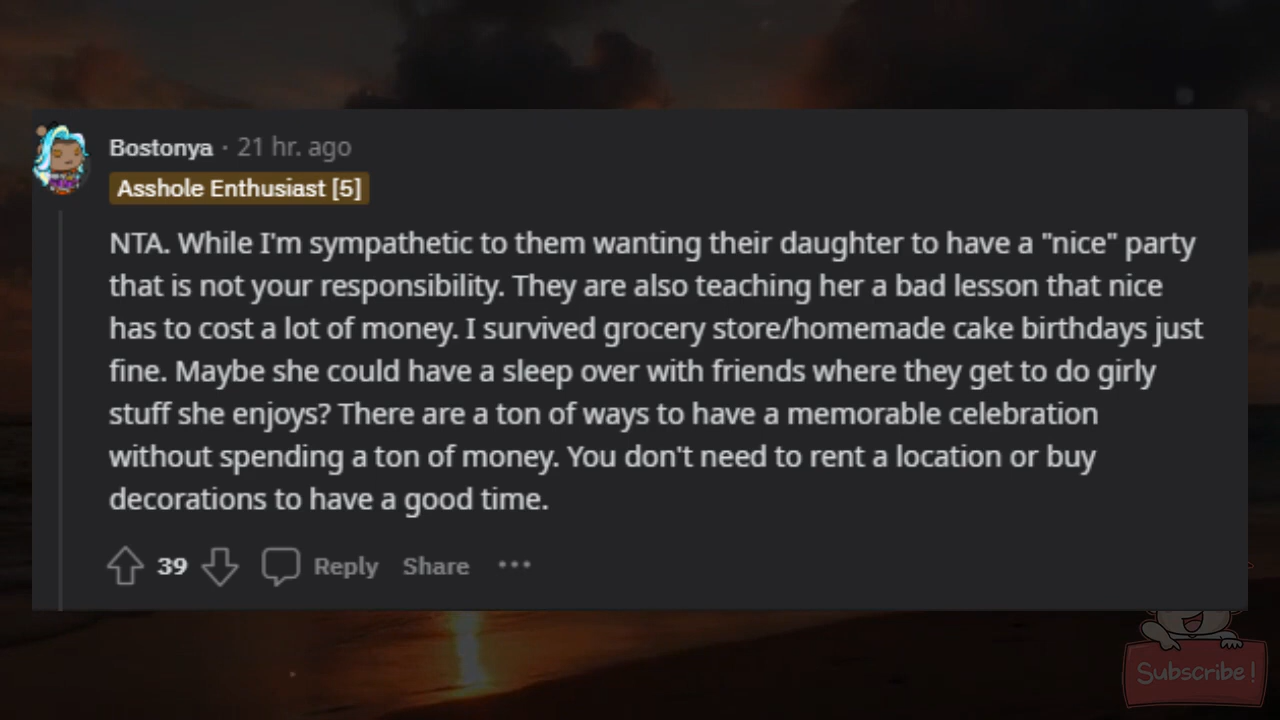 Bostonya · 21 hr. ago
Asshole Enthusiast [5]
NTA. While I'm sympathetic to them wanting their daughter to have a "nice" party
that is not your responsibility. They are also teaching her a bad lesson that nice
has to cost a lot of money. I survived grocery store/homemade cake birthdays just
fine. Maybe she could have a sleep over with friends where they get to do girly
stuff she enjoys? There are a ton of ways to have a memorable celebration
without spending a ton of money. You don't need to rent a location or buy
decorations to have a good time.
39 Reply Share ···
Subscribe!